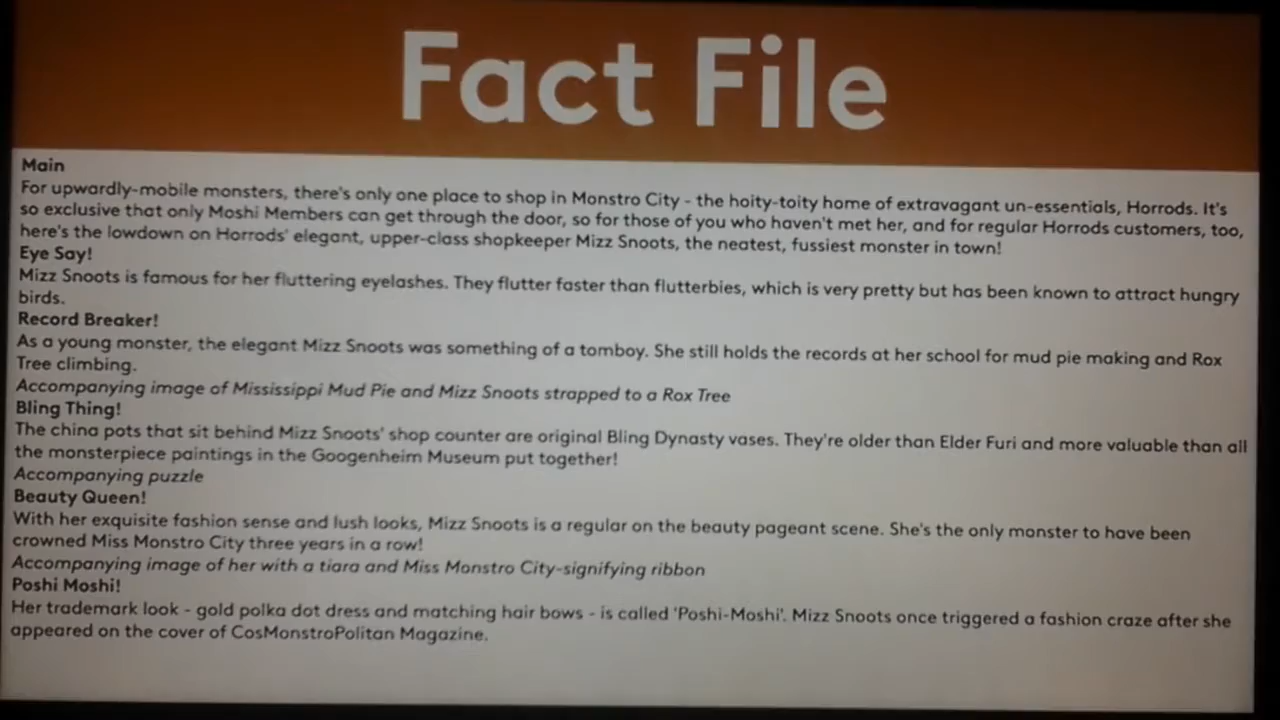 Fact File
Main
For upwardly-mobile monsters, there's only one place to shop in Monstro City - the hoity-toity home of extravagant un-essentials, Horrods. It's
so exclusive that only Moshi Members can get through the door, so for those of you who haven't met her, and for regular Horrods customers, too,
here's the lowdown on Horrods' elegant, upper-class shopkeeper Mizz Snoots, the neatest, fussiest monster in town!
Eye Say!
Mizz Snoots is famous for her fluttering eyelashes. They flutter faster than flutterbies, which is very pretty but has been known to attract hungry
birds.
Record Breaker!
As a young monster, the elegant Mizz Snoots was something of a tomboy. She still holds the records at her school for mud pie making and Rox
Tree climbing.
Accompanying image of Mississippi Mud Pie and Mizz Snoots strapped to a Rox Tree
Bling Thing!
The china pots that sit behind Mizz Snoots' shop counter are original Bling Dynasty vases. They're older than Elder Furi and more valuable than all
the monsterpiece paintings in the Googenheim Museum put together!
Accompanying puzzle
Beauty Queen!
With her exquisite fashion sense and lush looks, Mizz Snoots is a regular on the beauty pageant scene. She's the only monster to have been
crowned Miss Monstro City three years in a row!
Accompanying image of her with a tiara and Miss Monstro City-signifying ribbon
Poshi Moshi!
Her trademark look - gold polka dot dress and matching hair bows - is called 'Poshi-Moshi'. Mizz Snoots once triggered a fashion craze after she
appeared on the cover of CosMonstroPolitan Magazine.